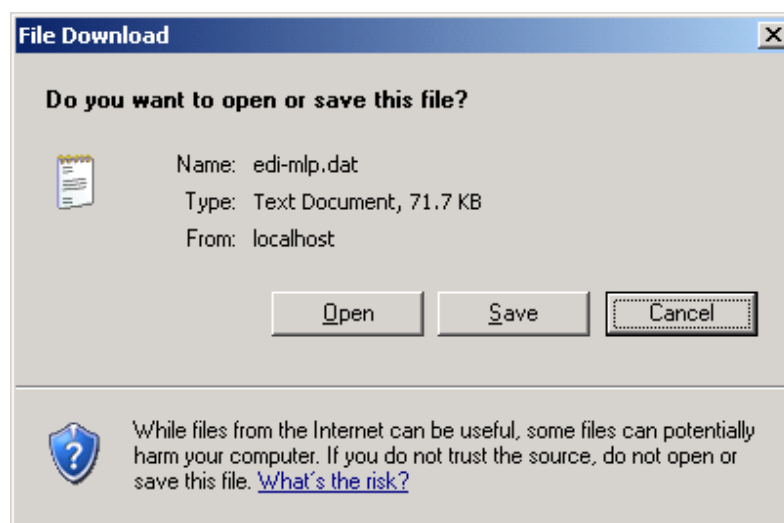 File Download
Do you want to open or save this file?
Name: edi-mlp.dat
Type: Text Document, 71.7 KB
From: localhost
Open Save Cancel
While files from the Internet can be useful, some files can potentially
harm your computer. If you do not trust the source, do not open or
save this file. What´s the risk?